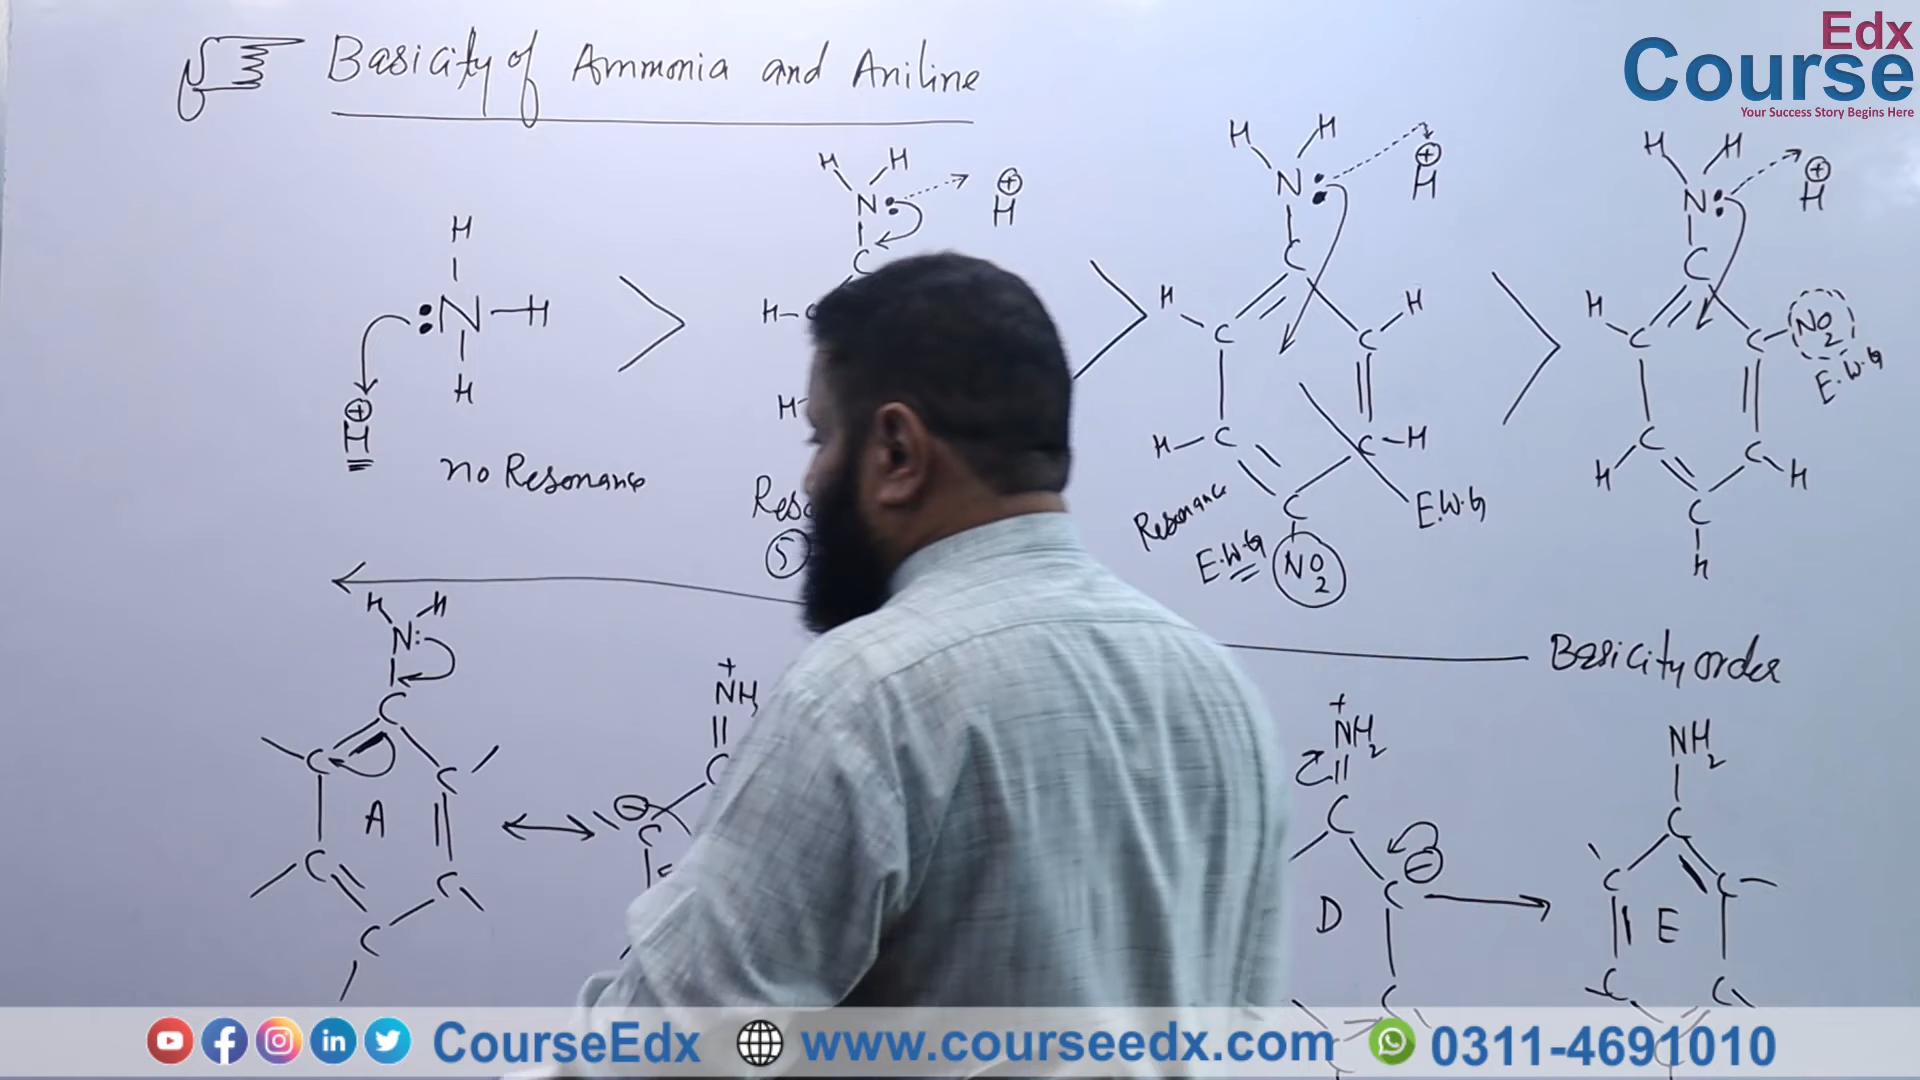 Basicity of Ammonia and Aniline
Edx
Course
Your Success Story Begins Here
H
N
H
H
H
no Resonance
H H
N
H
C
H
H
5
H H
N
H
C
H
H
C
C
H
C
C
H
C
Resonance
E.W.G
NO2
E.W.G
H H
N
H
C
H
C
C
NO2
E.W.G
C
C
H
H
C
H
Basicity order
H H
N
C
C
C
A
C
C
C
+
NH
C
C
+
NH2
C
C
D
C
NH2
C
C
C
E
C
C
CourseEdx
www.courseedx.com
0311-4691010